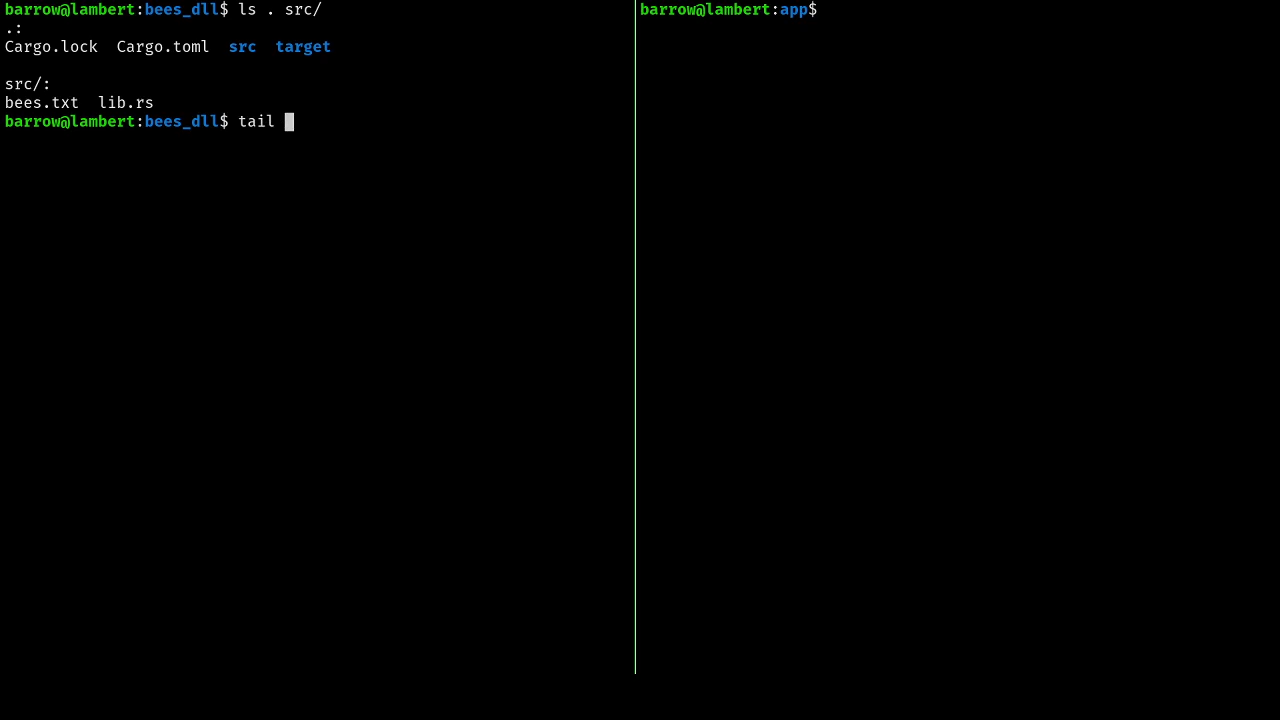 barrow@lambert:bees_dll$ ls . src/
.:
Cargo.lock  Cargo.toml  src  target

src/:
bees.txt  lib.rs
barrow@lambert:bees_dll$ tail
barrow@lambert:app$